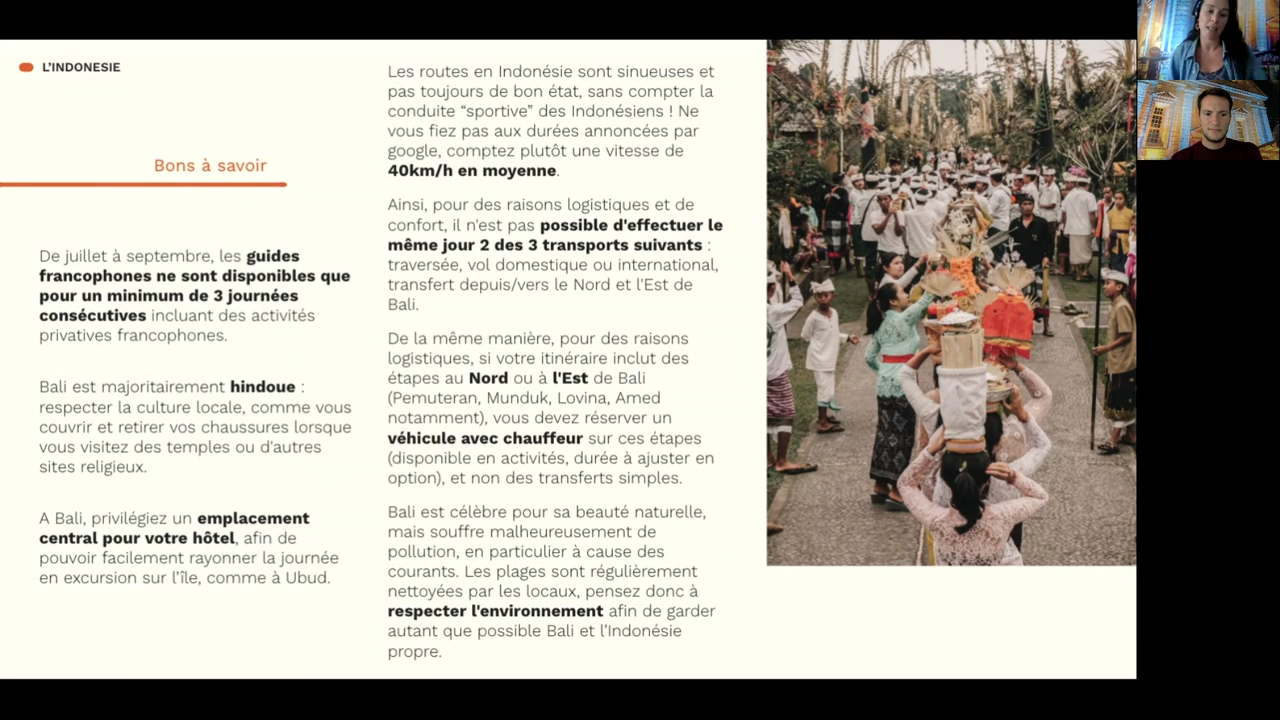 L'INDONESIE
Bons à savoir
De juillet à septembre, les guides
francophones ne sont disponibles que
pour un minimum de 3 journées
consécutives incluant des activités
privatives francophones.
Bali est majoritairement hindoue :
respecter la culture locale, comme vous
couvrir et retirer vos chaussures lorsque
vous visitez des temples ou d'autres
sites religieux.
A Bali, privilégiez un emplacement
central pour votre hôtel, afin de
pouvoir facilement rayonner la journée
en excursion sur l'île, comme à Ubud.
Les routes en Indonésie sont sinueuses et
pas toujours de bon état, sans compter la
conduite “sportive” des Indonésiens ! Ne
vous fiez pas aux durées annoncées par
google, comptez plutôt une vitesse de
40km/h en moyenne.
Ainsi, pour des raisons logistiques et de
confort, il n'est pas possible d'effectuer le
même jour 2 des 3 transports suivants :
traversée, vol domestique ou international,
transfert depuis/vers le Nord et l'Est de
Bali.
De la même manière, pour des raisons
logistiques, si votre itinéraire inclut des
étapes au Nord ou à l'Est de Bali
(Pemuteran, Munduk, Lovina, Amed
notamment), vous devez réserver un
véhicule avec chauffeur sur ces étapes
(disponible en activités, durée à ajuster en
option), et non des transferts simples.
Bali est célèbre pour sa beauté naturelle,
mais souffre malheureusement de
pollution, en particulier à cause des
courants. Les plages sont régulièrement
nettoyées par les locaux, pensez donc à
respecter l'environnement afin de garder
autant que possible Bali et l'Indonésie
propre.